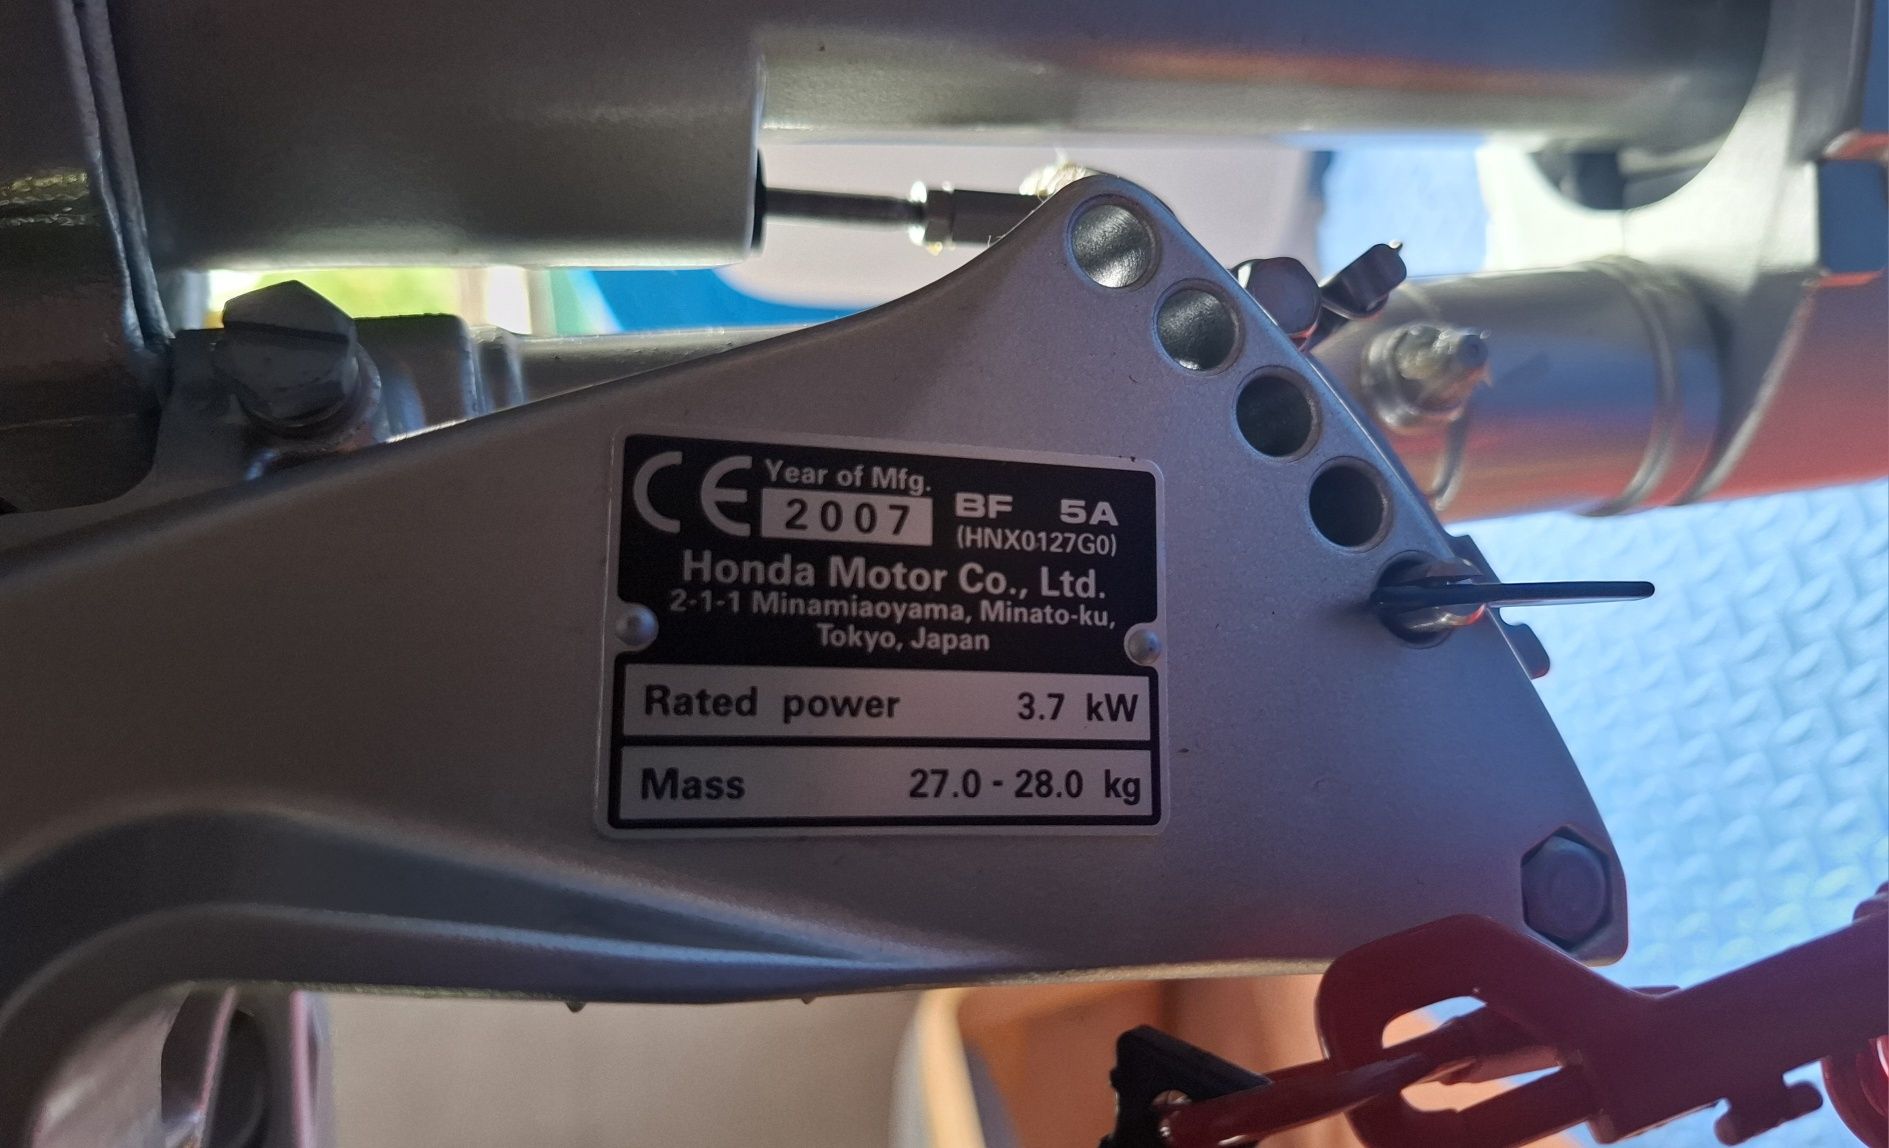 CE Year of Mfg.
2007 BF 5A
(HNX0127G0)
Honda Motor Co., Ltd.
2-1-1 Minamiaoyama, Minato-ku,
Tokyo, Japan
Rated power 3.7 kW
Mass 27.0 - 28.0 kg